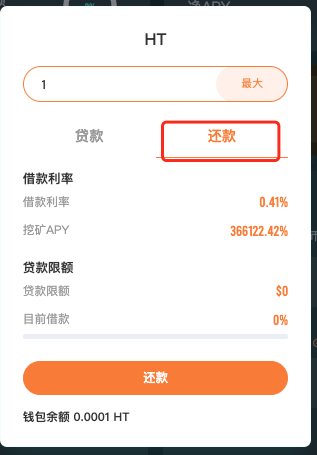 HT
1 最大
贷款 还款
借款利率
借款利率 0.41%
挖矿APY 366122.42%
贷款限额
贷款限额 $0
目前借款 0%
还款
钱包余额 0.0001 HT